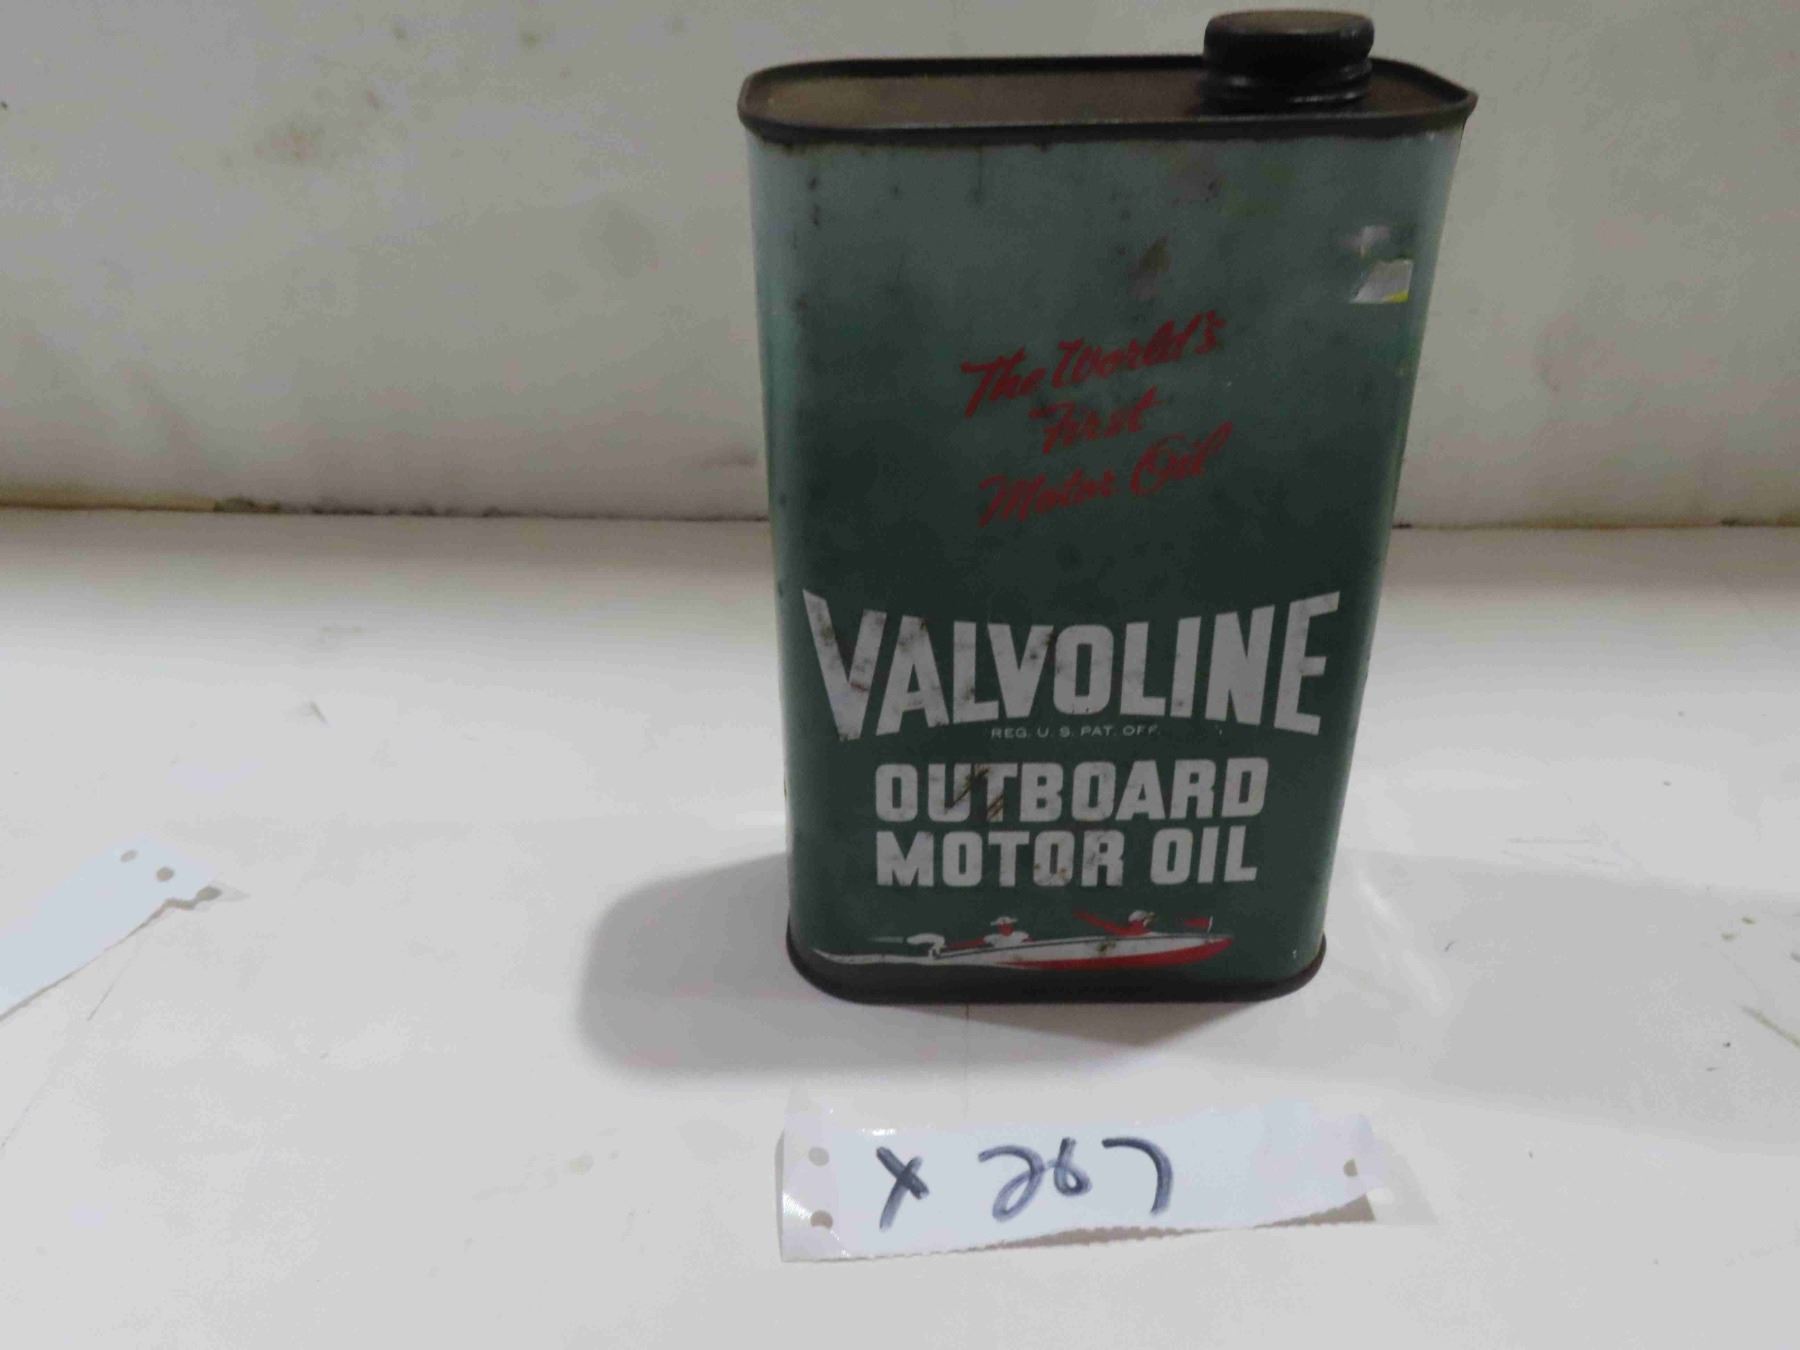 The World's
First
Motor Oil
VALVOLINE
REG. U. S. PAT. OFF.
OUTBOARD
MOTOR OIL
X 267